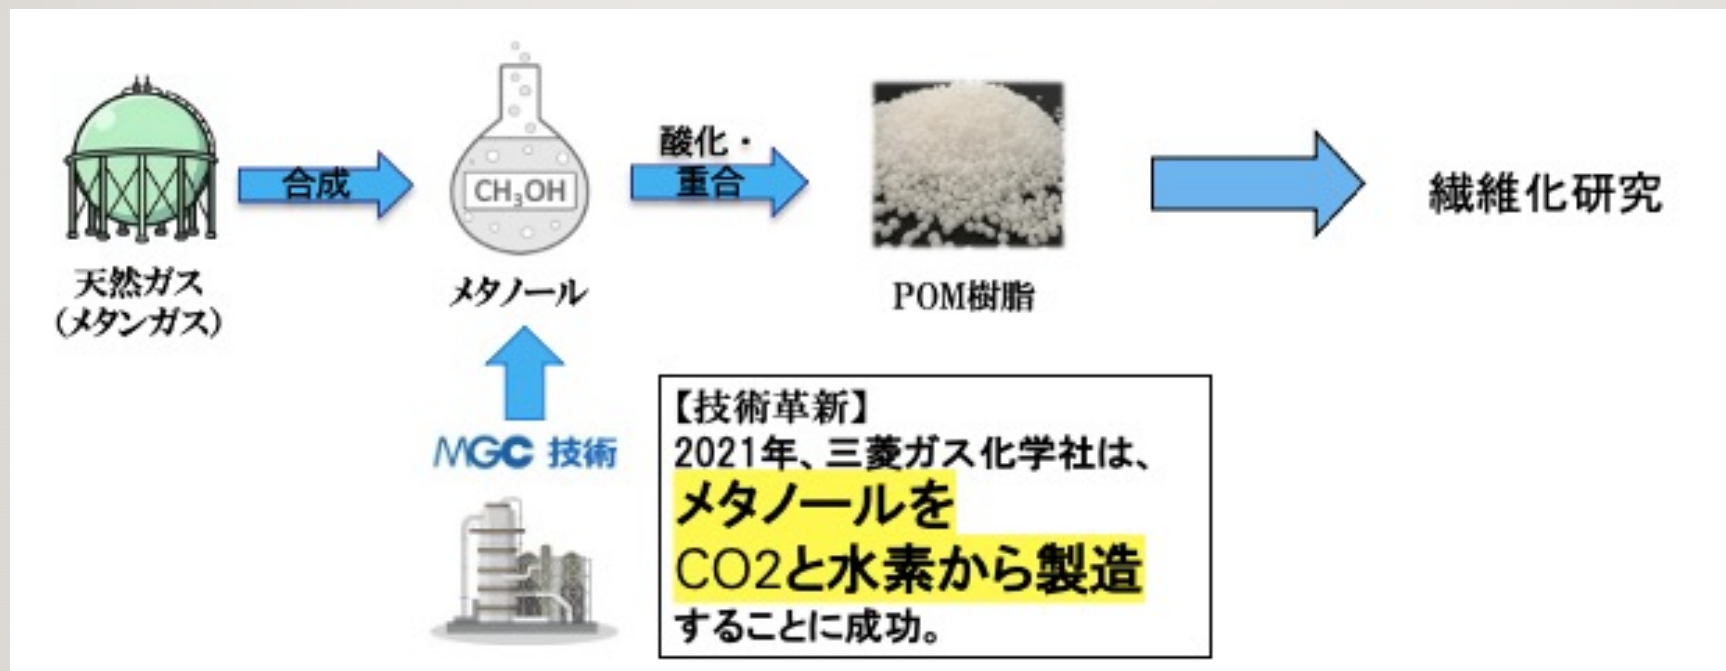 天然ガス
（メタンガス）
合成
CH₃OH
メタノール
酸化・
重合
POM樹脂
繊維化研究
MGC 技術
【技術革新】
2021年、三菱ガス化学社は、
メタノールを
CO2と水素から製造
することに成功。